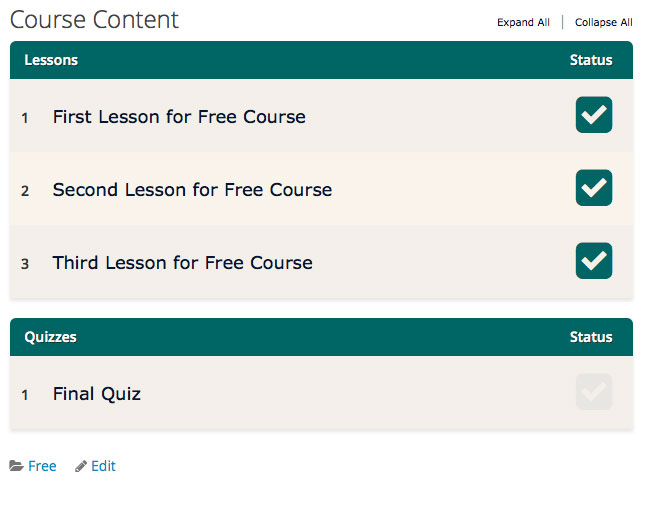 Course Content
Expand All | Collapse All
Lessons Status
1 First Lesson for Free Course
2 Second Lesson for Free Course
3 Third Lesson for Free Course
Quizzes Status
1 Final Quiz
Free Edit